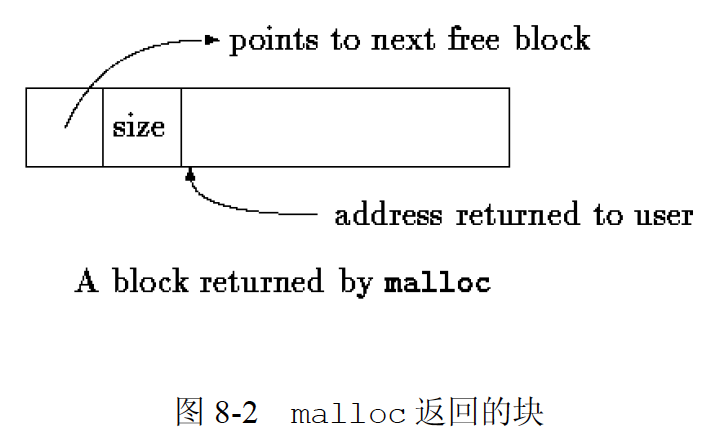 points to next free block
size
address returned to user
A block returned by malloc
图 8-2 malloc 返回的块